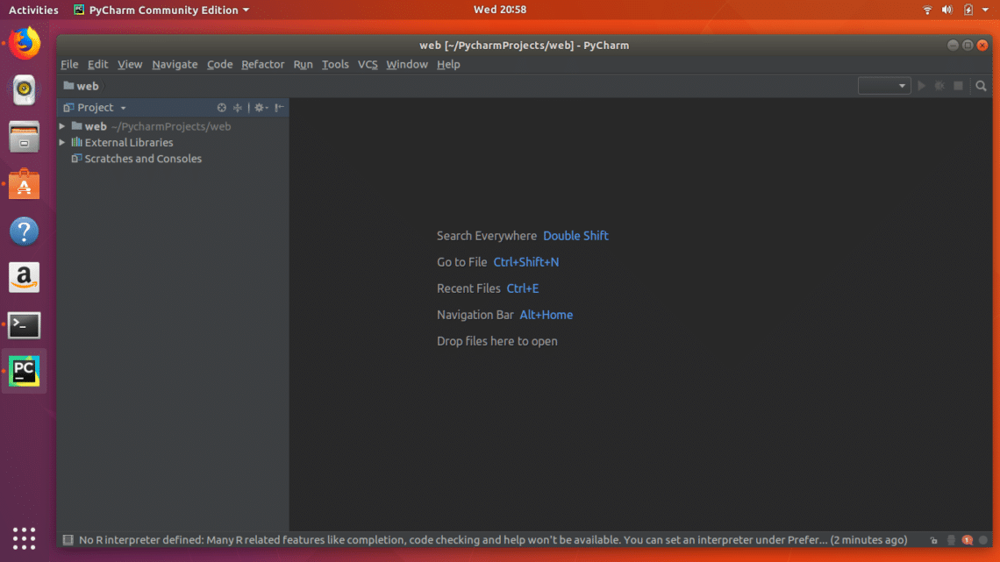 Activities PyCharm Community Edition Wed 20:58
web [~/PycharmProjects/web] - PyCharm
File Edit View Navigate Code Refactor Run Tools VCS Window Help
web
Project
web ~/PycharmProjects/web
External Libraries
Scratches and Consoles
Search Everywhere Double Shift
Go to File Ctrl+Shift+N
Recent Files Ctrl+E
Navigation Bar Alt+Home
Drop files here to open
A
?
a
>_
PC
No R interpreter defined: Many R related features like completion, code checking and help won't be available. You can set an interpreter under Prefer... (2 minutes ago) 1